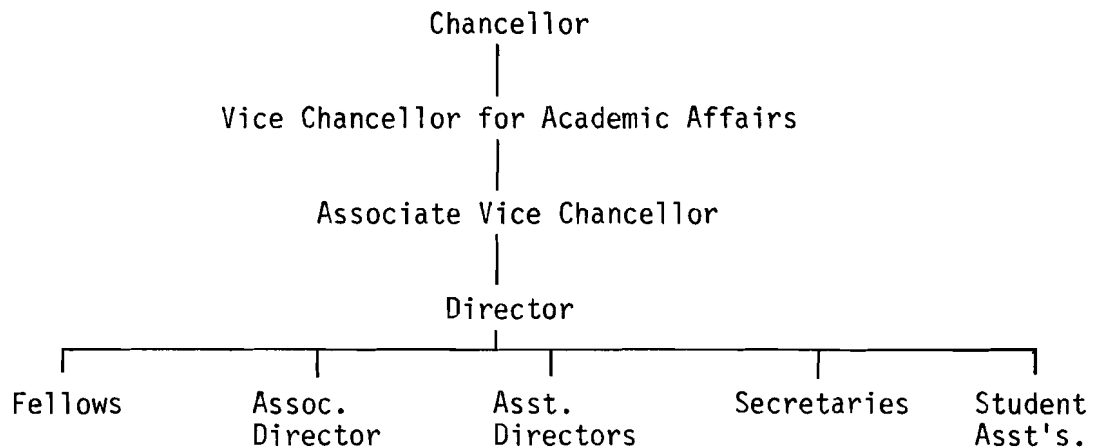 Chancellor
Vice Chancellor for Academic Affairs
Associate Vice Chancellor
Director
Fellows
Assoc.
Director
Asst.
Directors
Secretaries
Student
Asst's.